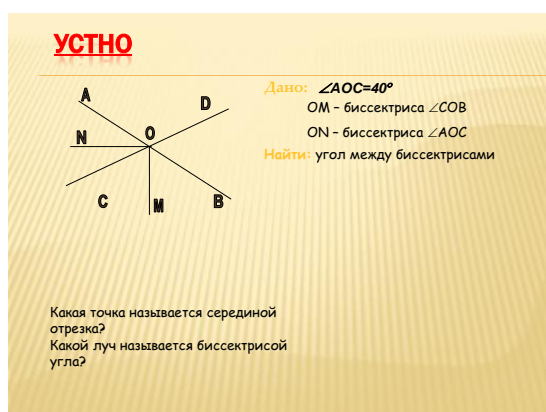 УСТНО
Дано: ∠AOC=40º
OM – биссектриса ∠COB
ON – биссектриса ∠AOC
Найти: угол между биссектрисами
A
D
O
N
C
M
B
Какая точка называется серединой
отрезка?
Какой луч называется биссектрисой
угла?